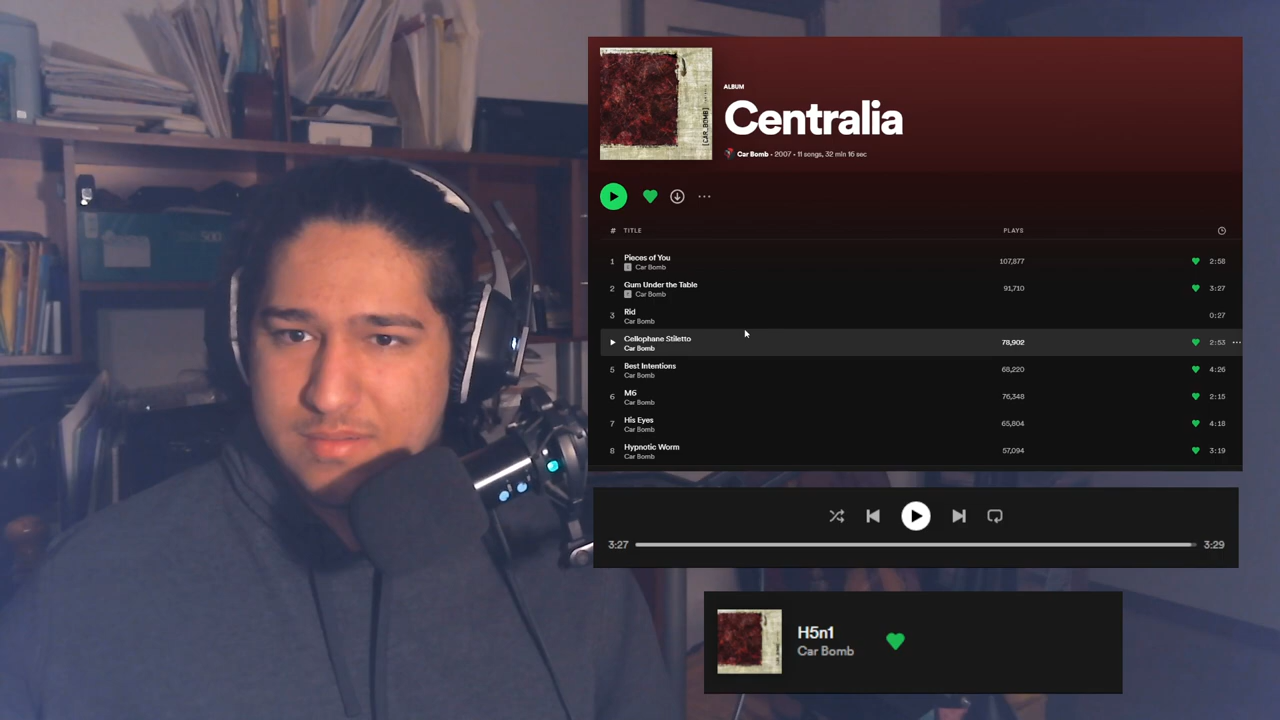 ALBUM
Centralia
[CAR_BOMB]
Car Bomb • 2007 • 11 songs, 32 min 16 sec
# TITLE PLAYS
1 Pieces of You 107,877 2:58
Car Bomb
2 Gum Under the Table 91,710 3:27
Car Bomb
3 Rid 0:27
Car Bomb
Cellophane Stiletto 78,902 2:53
Car Bomb
5 Best Intentions 68,220 4:26
Car Bomb
6 M6 76,348 2:15
Car Bomb
7 His Eyes 65,804 4:18
Car Bomb
8 Hypnotic Worm 57,094 3:19
Car Bomb
3:27 3:29
H5n1
Car Bomb